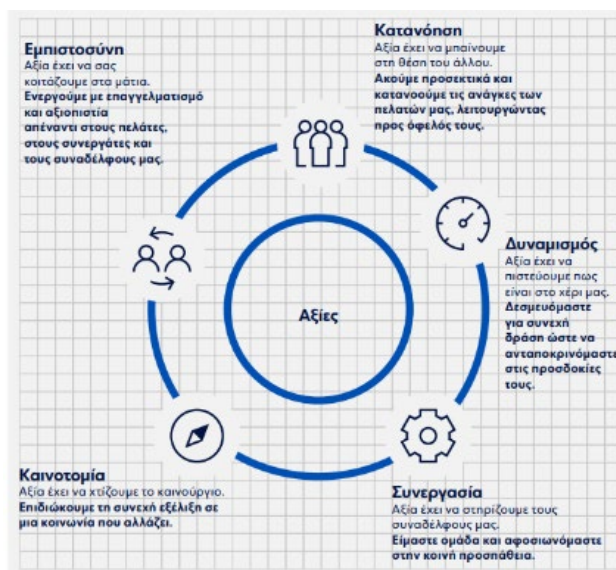 Εμπιστοσύνη
Αξία έχει να σας
κοιτάζουμε στα μάτια.
Ενεργούμε με επαγγελματισμό
και αξιοπιστία
απέναντι στους πελάτες,
στους συνεργάτες και
τους συναδέλφους μας.
Κατανόηση
Αξία έχει να μπαίνουμε
στη θέση του άλλου.
Ακούμε προσεκτικά και
κατανοούμε τις ανάγκες των
πελατών μας, λειτουργώντας
προς όφελός τους.
Δυναμισμός
Αξία έχει να
πιστεύουμε πως
είναι στο χέρι μας.
Δεσμευόμαστε
για συνεχή
δράση ώστε να
ανταποκρινόμαστε
στις προσδοκίες
τους.
Αξίες
Καινοτομία
Αξία έχει να χτίζουμε το καινούργιο.
Επιδιώκουμε τη συνεχή εξέλιξη σε
μια κοινωνία που αλλάζει.
Συνεργασία
Αξία έχει να στηρίζουμε τους
συναδέλφους μας.
Είμαστε ομάδα και αφοσιωνόμαστε
στην κοινή προσπάθεια.